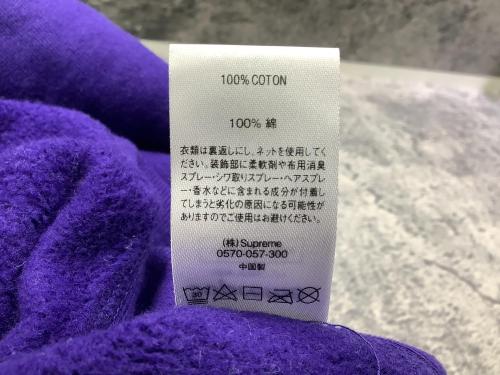 100% COTON
100% 綿
衣類は裏返しにし、ネットを使用してく
ださい。装飾部に柔軟剤や布用消臭
スプレー・シワ取りスプレー・ヘアスプレ
ー・香水などに含まれる成分が付着し
てしまうと劣化の原因になる可能性が
ありますのでご使用はお避けください。
(株)Supreme
0570-057-300
中国製
30